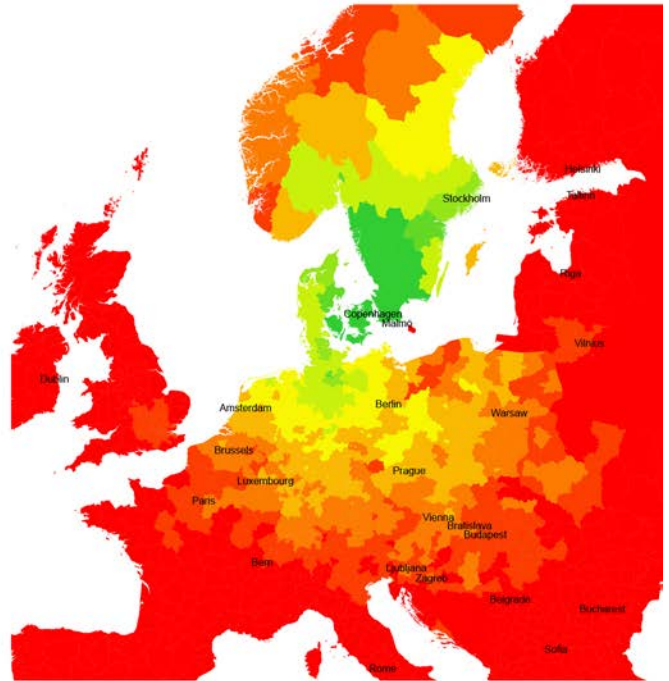 Helsinki
Tallinn
Stockholm
Riga
Copenhagen
Malmö
Vilnius
Dublin
Amsterdam
Berlin
Warsaw
Brussels
Prague
Luxembourg
Paris
Vienna
Bratislava
Budapest
Bern
Ljubljana
Zagreb
Belgrade
Bucharest
Sofia
Rome